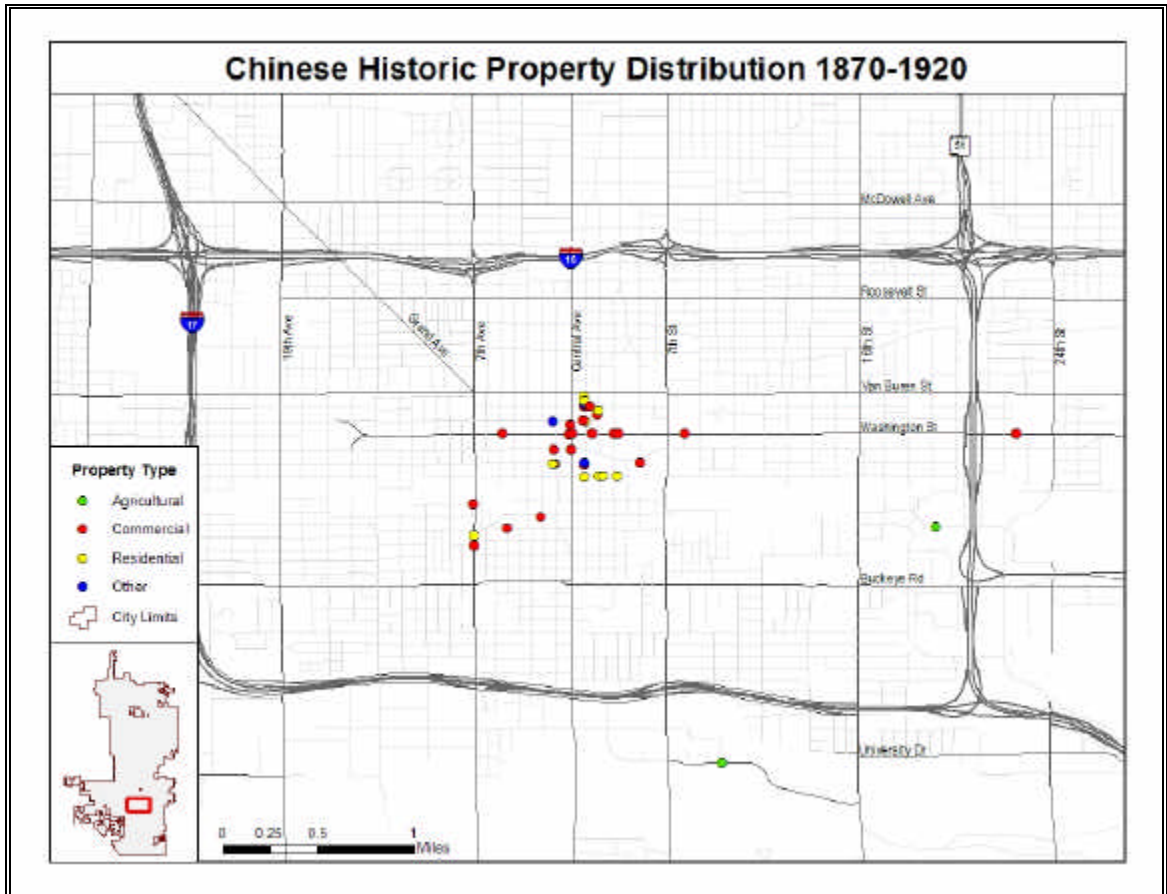 Chinese Historic Property Distribution 1870-1920
51
McDowell Ave
10
Roosevelt St
17
19th Ave
Grand Ave
7th Ave
Central Ave
7th St
16th St
24th St
Van Buren St
Washington St
Property Type
Agricultural
Commercial
Residential
Other
City Limits
Buckeye Rd
University Dr
0 0.25 0.5 1
Miles